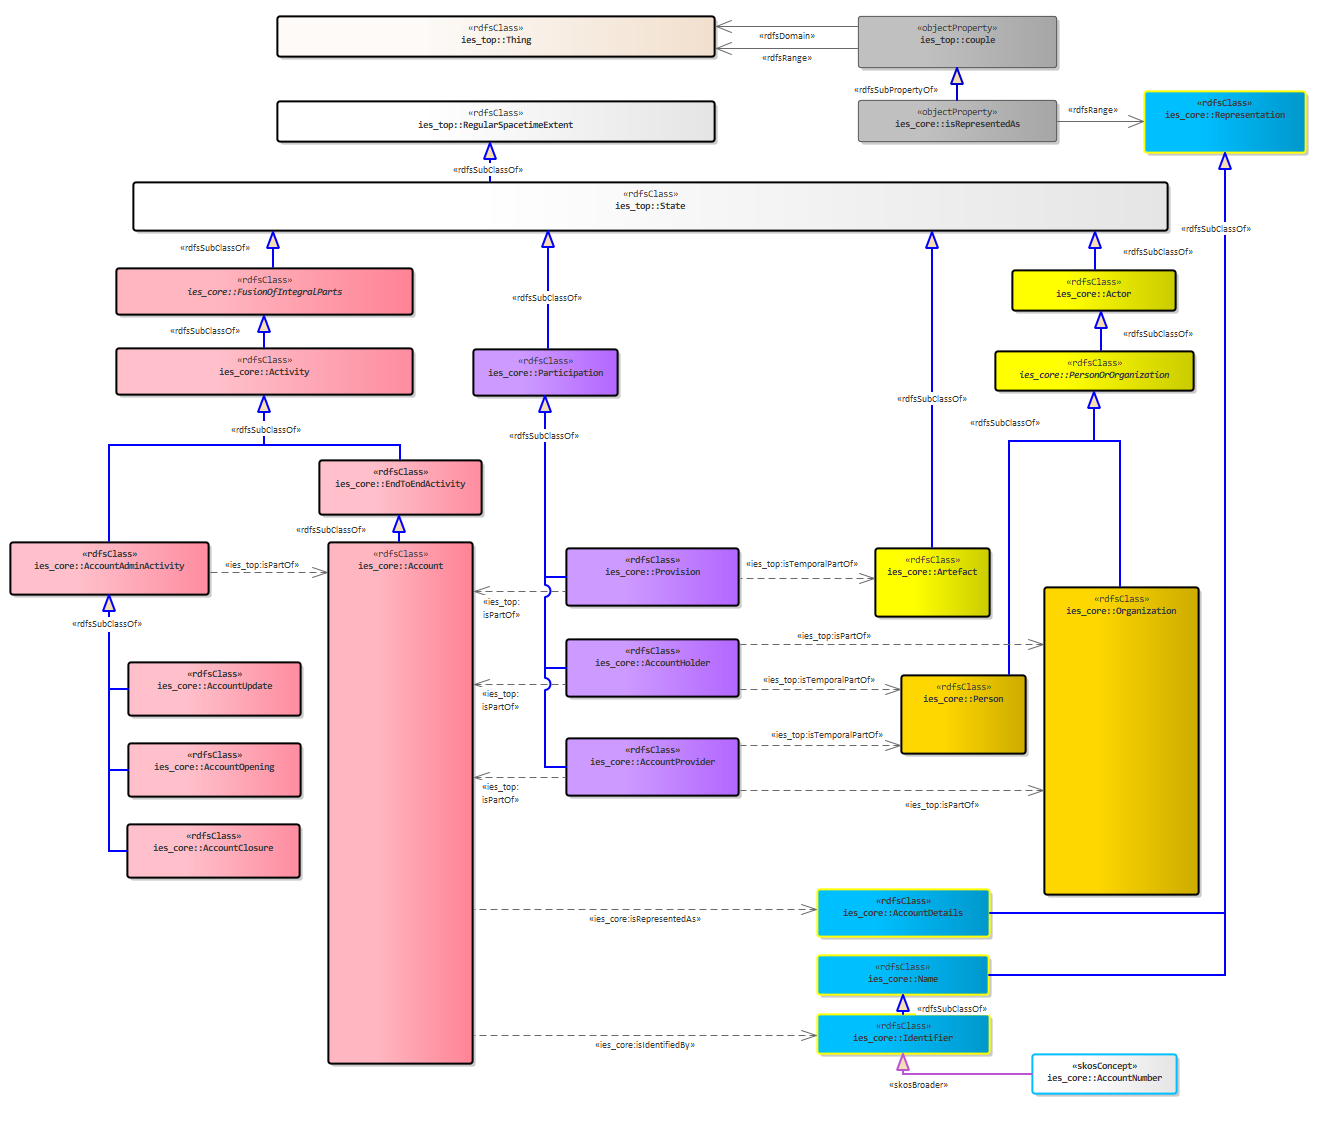 «rdfsClass»
ies_top::Thing
«rdfsDomain»
«rdfsRange»
«objectProperty»
ies_top::couple
«rdfsSubPropertyOf»
«rdfsClass»
ies_top::RegularSpacetimeExtent
«objectProperty»
ies_core::isRepresentedAs
«rdfsRange»
«rdfsClass»
ies_core::Representation
«rdfsSubClassOf»
«rdfsClass»
ies_top::State
«rdfsSubClassOf»
«rdfsSubClassOf»
«rdfsSubClassOf»
«rdfsClass»
ies_core::FusionOfIntegralParts
«rdfsSubClassOf»
«rdfsClass»
ies_core::Actor
«rdfsSubClassOf»
«rdfsSubClassOf»
«rdfsClass»
ies_core::Activity
«rdfsClass»
ies_core::Participation
«rdfsClass»
ies_core::PersonOrOrganization
«rdfsSubClassOf»
«rdfsSubClassOf»
«rdfsSubClassOf»
«rdfsSubClassOf»
«rdfsClass»
ies_core::EndToEndActivity
«rdfsSubClassOf»
«rdfsClass»
ies_core::AccountAdminActivity
«ies_top:isPartOf»
«rdfsClass»
ies_core::Account
«rdfsClass»
ies_core::Provision
«ies_top:isTemporalPartOf»
«rdfsClass»
ies_core::Artefact
«ies_top:
isPartOf»
«rdfsClass»
ies_core::Organization
«rdfsSubClassOf»
«rdfsClass»
ies_core::AccountHolder
«ies_top:isPartOf»
«rdfsClass»
ies_core::AccountUpdate
«ies_top:
isPartOf»
«ies_top:isTemporalPartOf»
«rdfsClass»
ies_core::Person
«ies_top:isTemporalPartOf»
«rdfsClass»
ies_core::AccountOpening
«rdfsClass»
ies_core::AccountProvider
«ies_top:
isPartOf»
«ies_top:isPartOf»
«rdfsClass»
ies_core::AccountClosure
«ies_core:isRepresentedAs»
«rdfsClass»
ies_core::AccountDetails
«rdfsClass»
ies_core::Name
«rdfsSubClassOf»
«ies_core:isIdentifiedBy»
«rdfsClass»
ies_core::Identifier
«skosBroader»
«skosConcept»
ies_core::AccountNumber